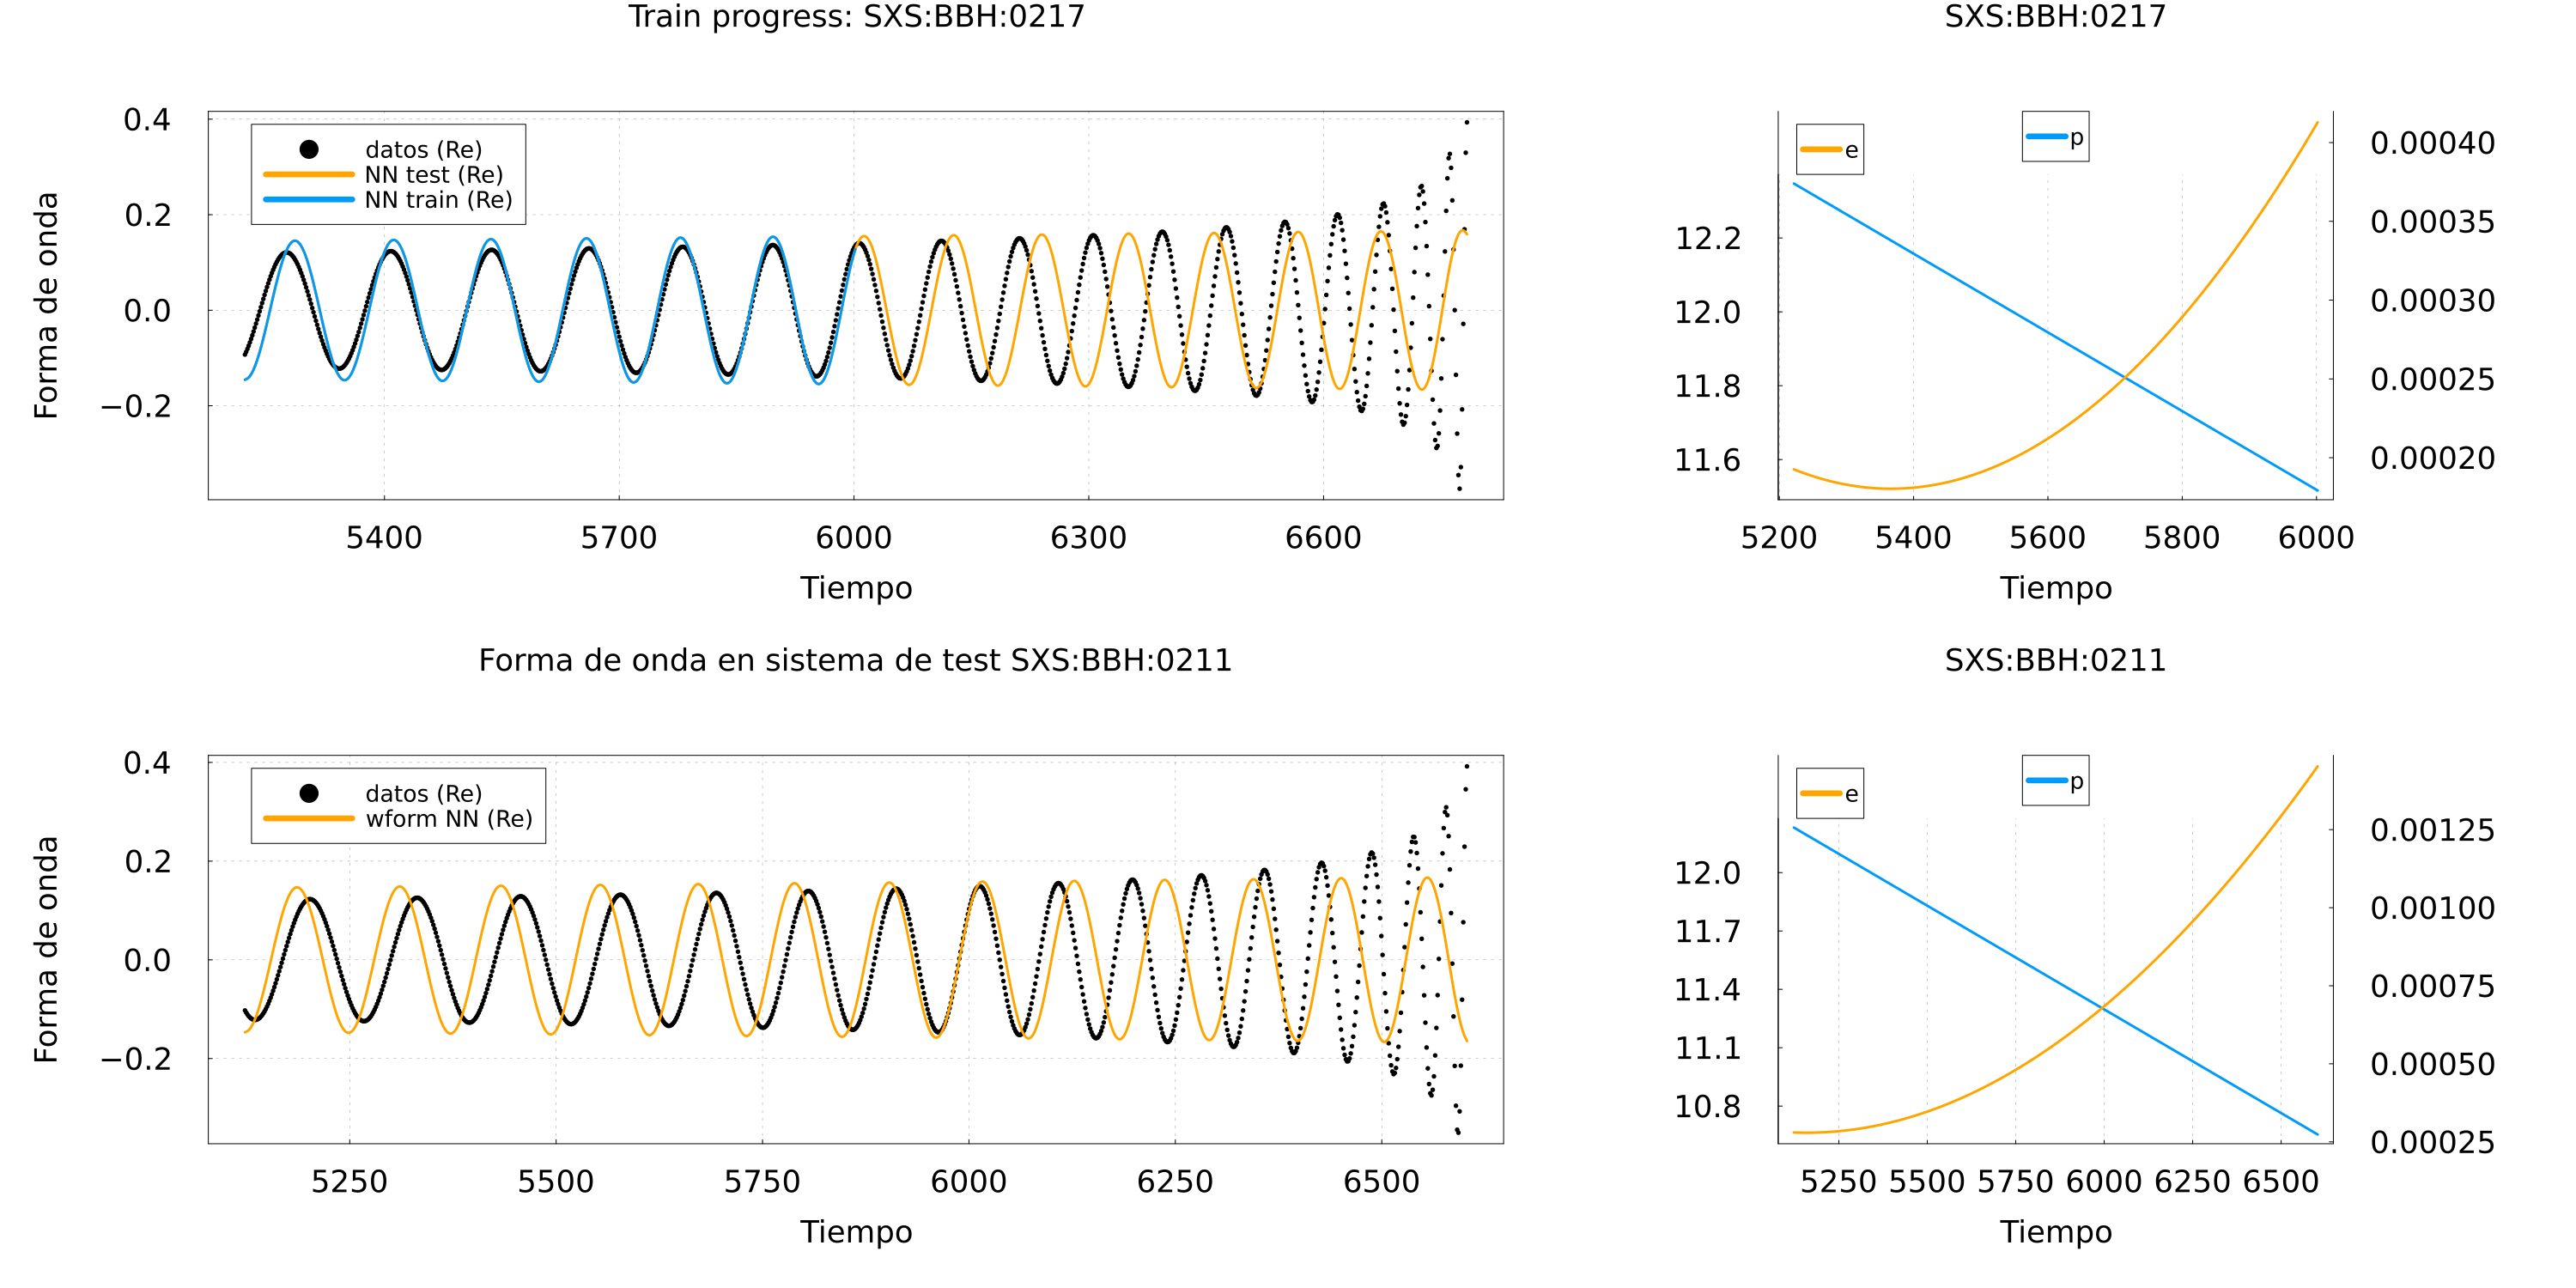 Train progress: SXS:BBH:0217
Forma de onda
0.4
0.2
0.0
−0.2
datos (Re)
NN test (Re)
NN train (Re)
5400 5700 6000 6300 6600
Tiempo
SXS:BBH:0217
e
p
12.2
12.0
11.8
11.6
0.00040
0.00035
0.00030
0.00025
0.00020
5200 5400 5600 5800 6000
Tiempo
Forma de onda en sistema de test SXS:BBH:0211
Forma de onda
0.4
0.2
0.0
−0.2
datos (Re)
wform NN (Re)
5250 5500 5750 6000 6250 6500
Tiempo
SXS:BBH:0211
e
p
12.0
11.7
11.4
11.1
10.8
0.00125
0.00100
0.00075
0.00050
0.00025
5250 5500 5750 6000 6250 6500
Tiempo